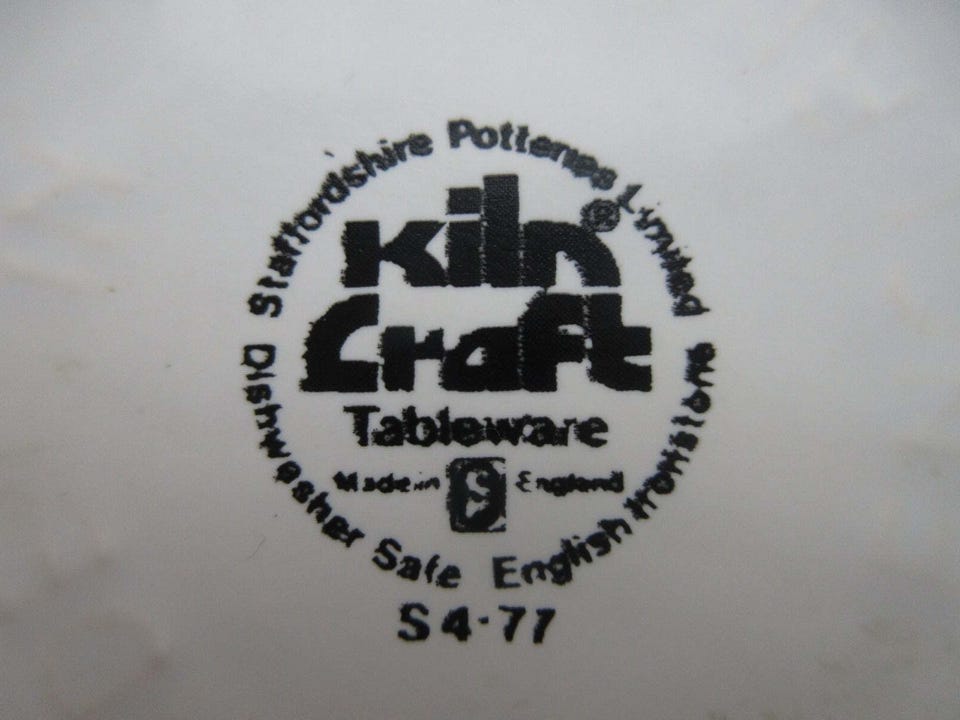 Staffordshire Potteries Limited
Kiln®
Craft
Tableware
Made in England
Dishwasher Safe English Ironstone
S4·77